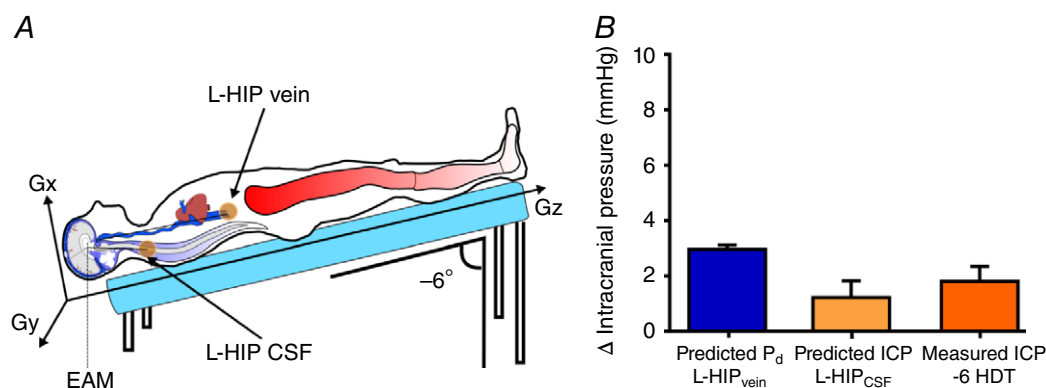 A
L-HIP vein
Gx
Gz
−6°
Gy
L-HIP CSF
EAM
B
Δ Intracranial pressure (mmHg)
10
8
6
4
2
0
Predicted Pd Predicted ICP Measured ICP
L-HIPvein L-HIPCSF -6 HDT